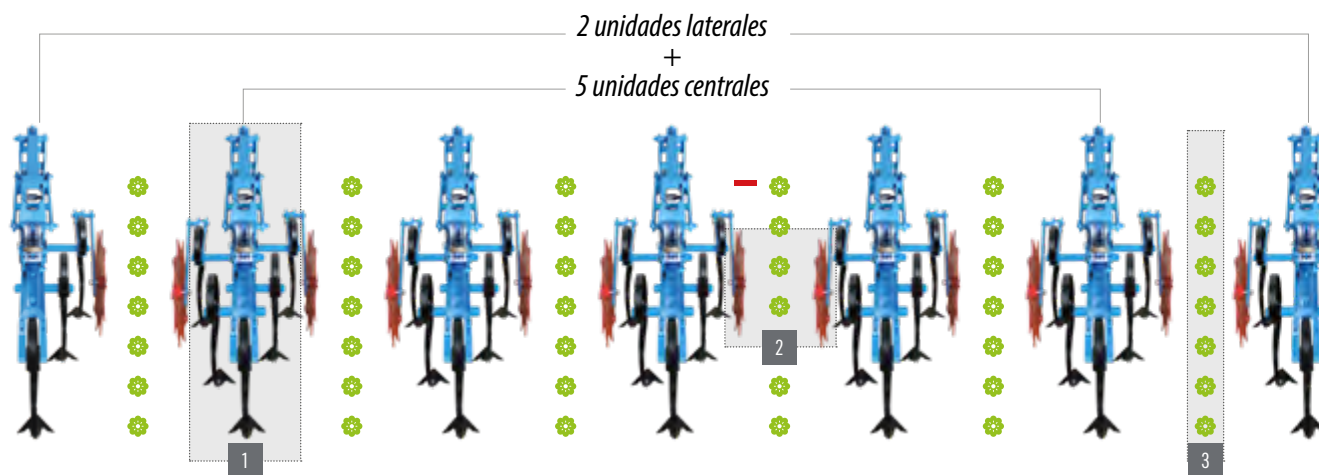 2 unidades laterales
+
5 unidades centrales
2
1
3